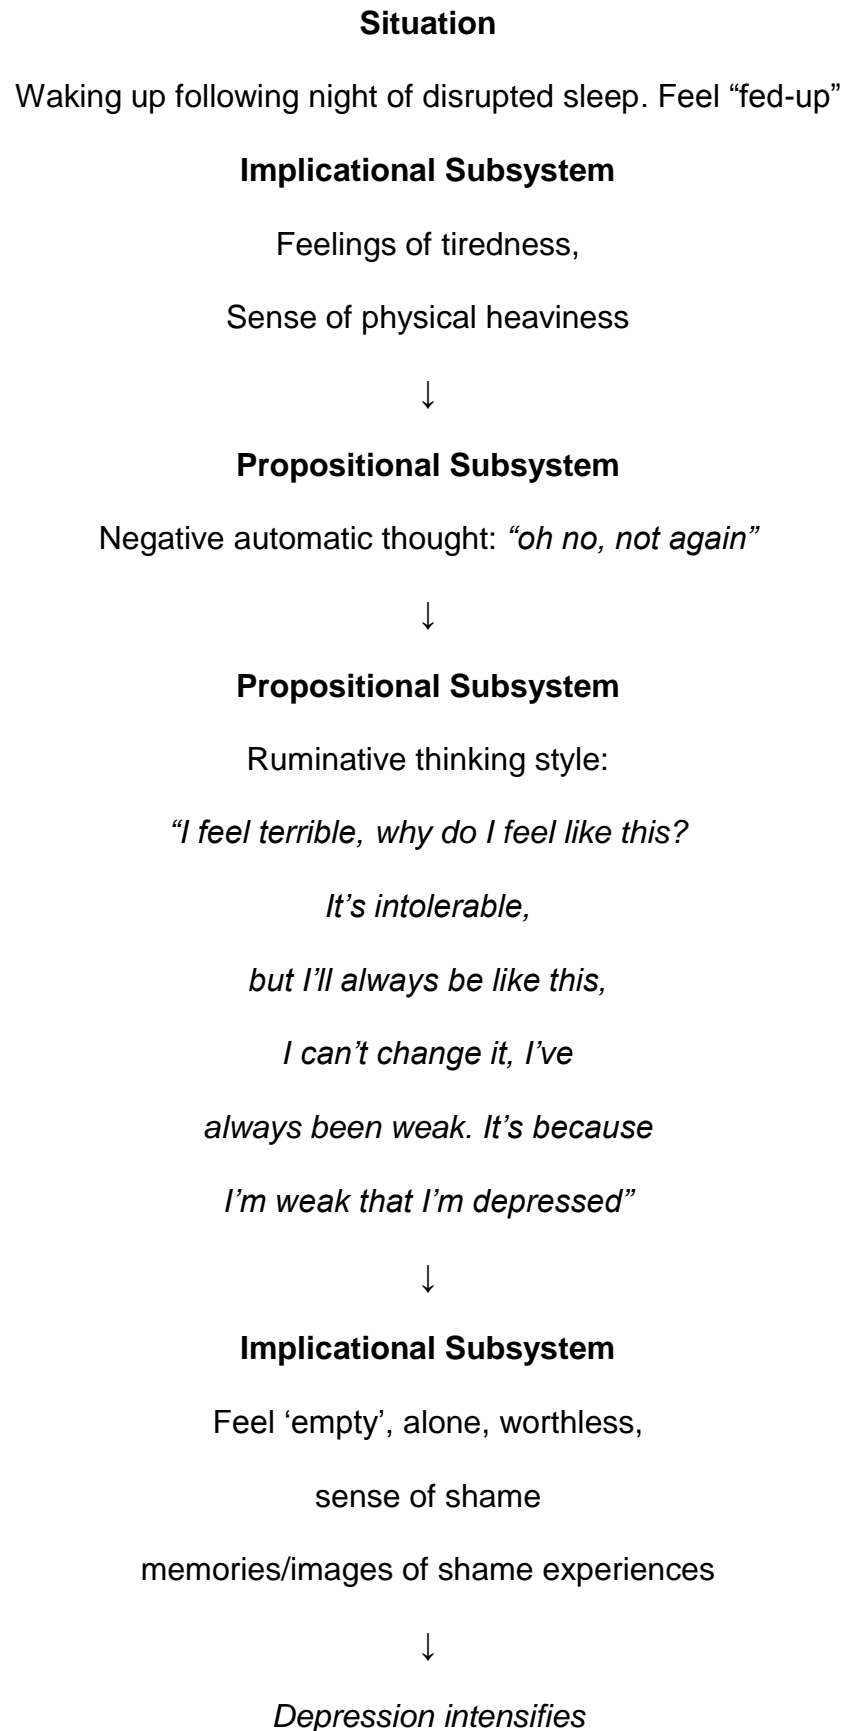 Situation
Waking up following night of disrupted sleep. Feel “fed-up”
Implicational Subsystem
Feelings of tiredness,
Sense of physical heaviness
↓
Propositional Subsystem
Negative automatic thought: “oh no, not again”
↓
Propositional Subsystem
Ruminative thinking style:
“I feel terrible, why do I feel like this?
It’s intolerable,
but I’ll always be like this,
I can’t change it, I’ve
always been weak. It’s because
I’m weak that I’m depressed”
↓
Implicational Subsystem
Feel ‘empty’, alone, worthless,
sense of shame
memories/images of shame experiences
↓
Depression intensifies